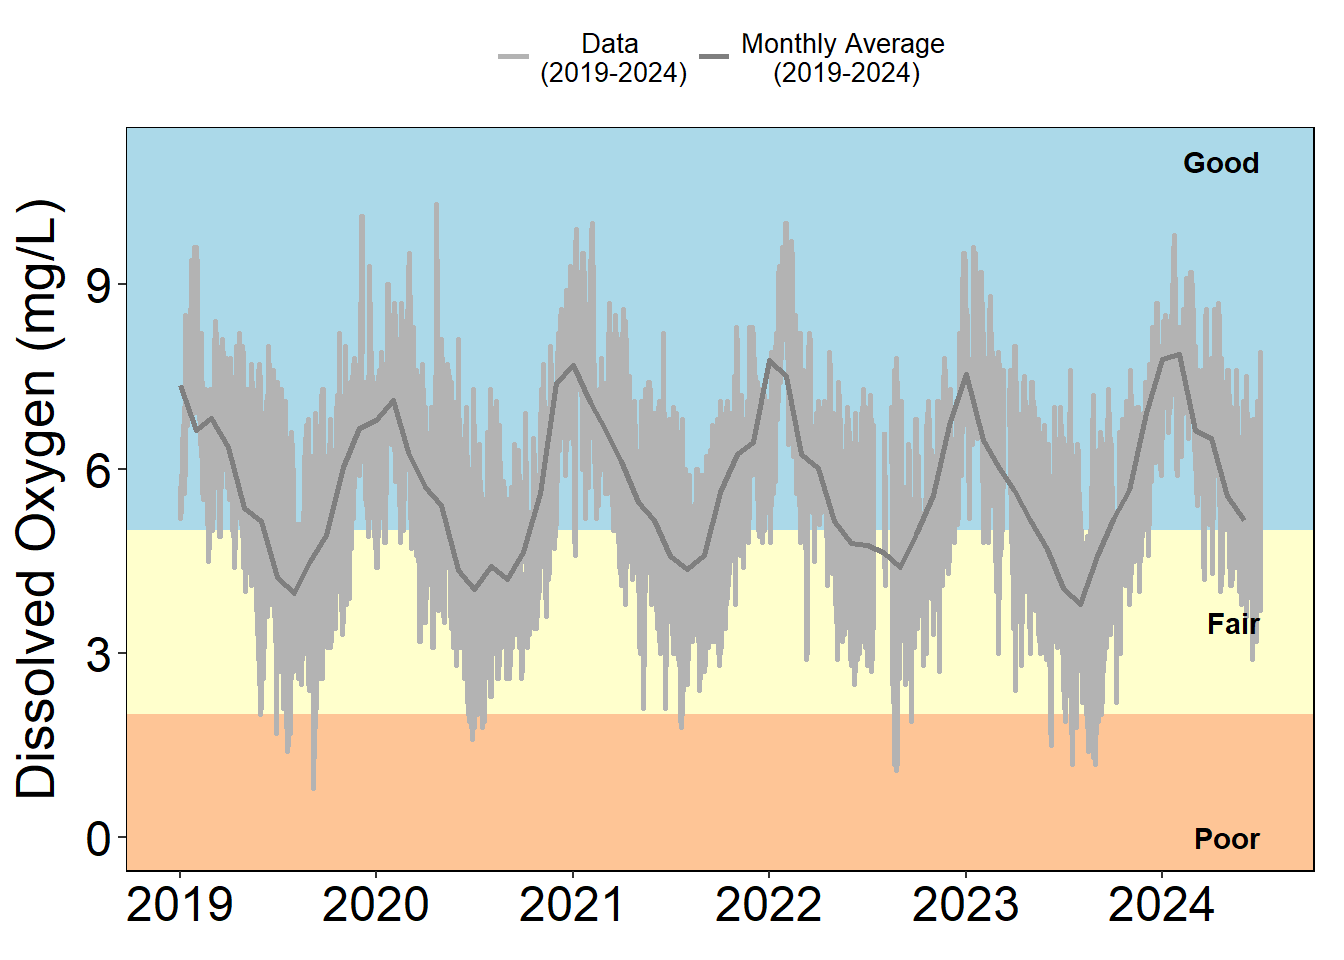 Data
(2019-2024)
Monthly Average
(2019-2024)
Dissolved Oxygen (mg/L)
9
6
3
0
Good
Fair
Poor
2019 2020 2021 2022 2023 2024